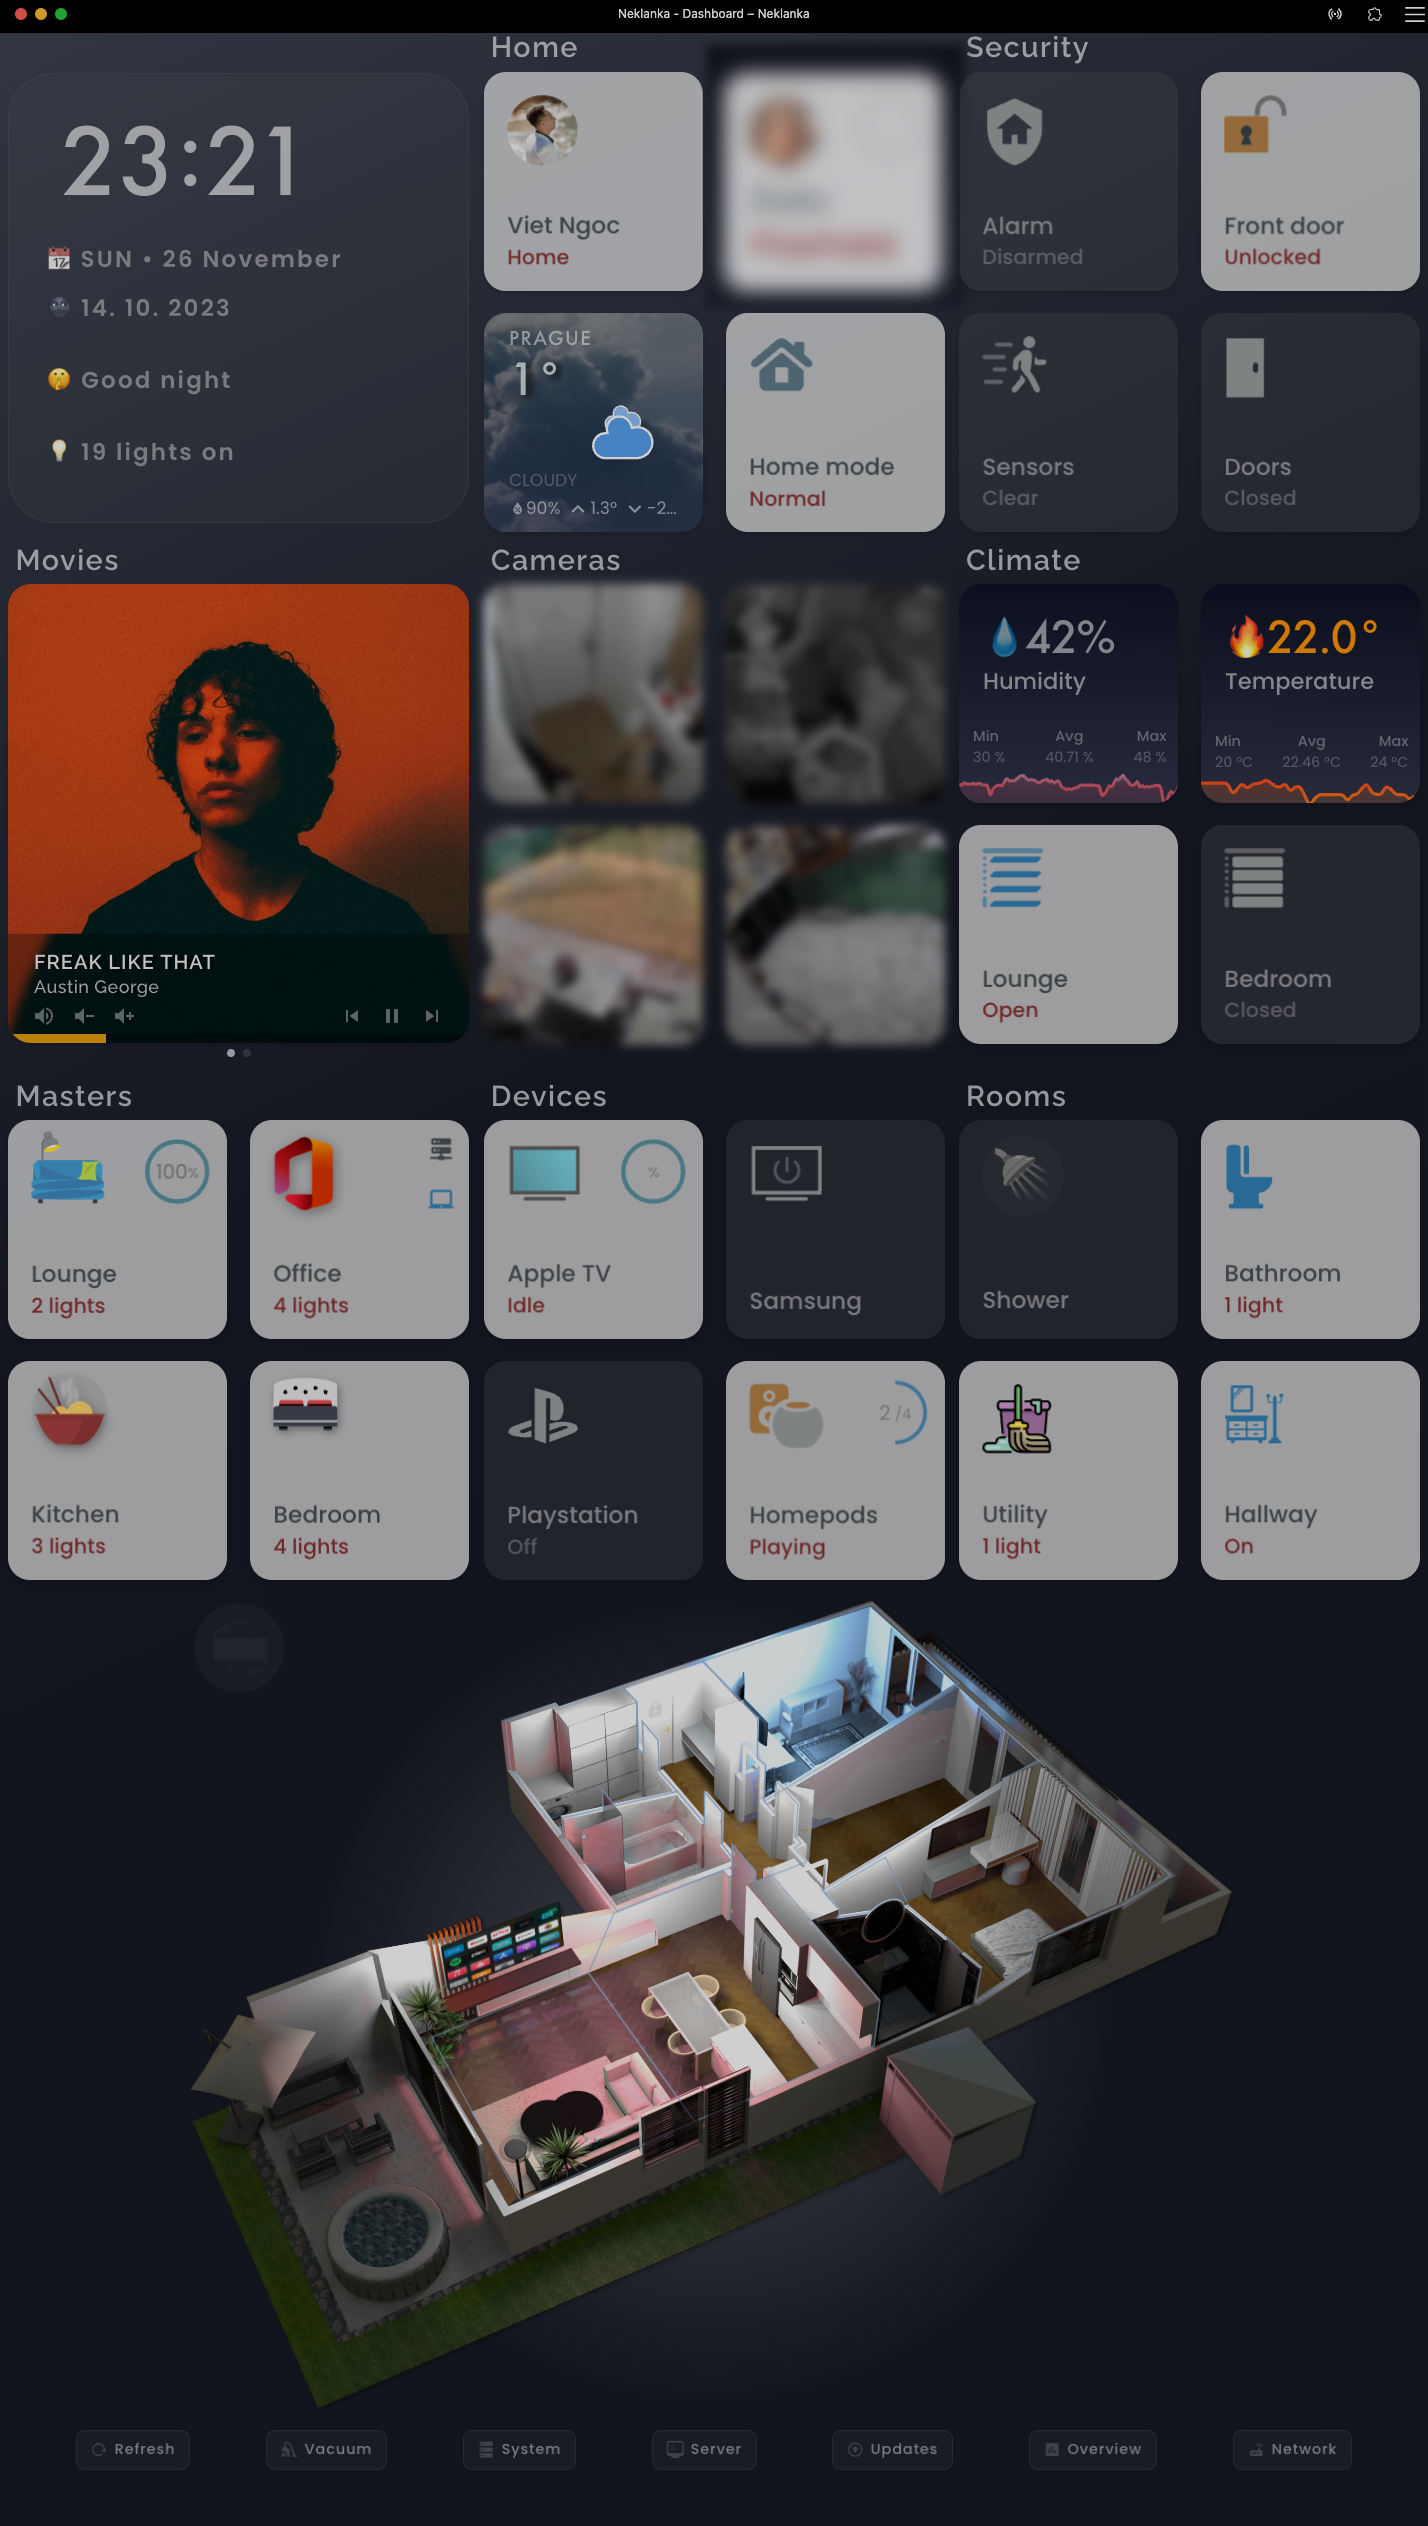 Neklanka - Dashboard – Neklanka
23:21
SUN • 26 November
14. 10. 2023
Good night
19 lights on
Home
Viet Ngoc
Home
PRAGUE
1°
CLOUDY
90% 1.3° -2...
Home mode
Normal
Security
Alarm
Disarmed
Front door
Unlocked
Sensors
Clear
Doors
Closed
Movies
FREAK LIKE THAT
Austin George
Cameras
Climate
42%
Humidity
Min Avg Max
30 % 40.71 % 48 %
22.0°
Temperature
Min Avg Max
20 °C 22.46 °C 24 °C
Lounge
Open
Bedroom
Closed
Masters
100%
Lounge
2 lights
Office
4 lights
Kitchen
3 lights
Bedroom
4 lights
Devices
%
Apple TV
Idle
Samsung
Playstation
Off
2 /4
Homepods
Playing
Rooms
Shower
Bathroom
1 light
Utility
1 light
Hallway
On
Refresh
Vacuum
System
Server
Updates
Overview
Network